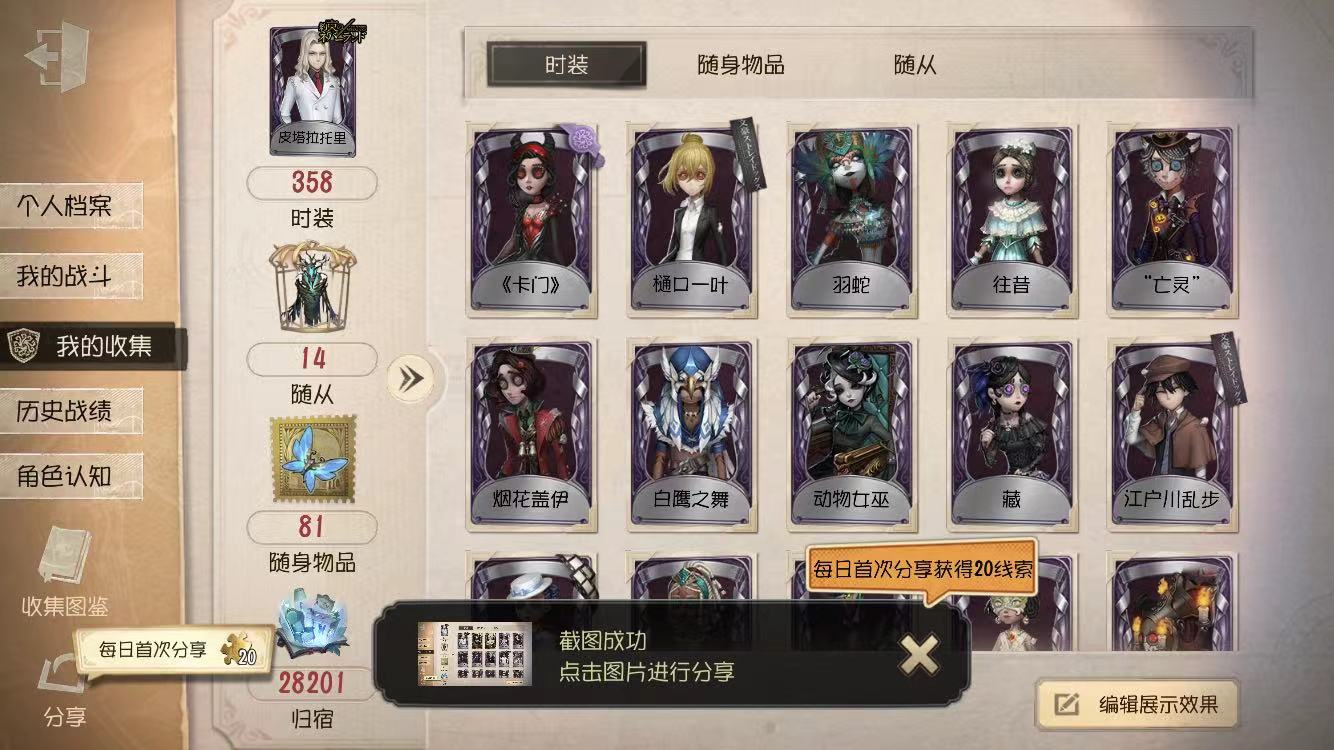 个人档案
我的战斗
我的收集
历史战绩
角色认知
收集图鉴
每日首次分享
20
分享
皮塔拉托里
358
时装
14
随从
81
随身物品
28201
归宿
时装
随身物品
随从
《卡门》
樋口一叶
羽蛇
往昔
“亡灵”
烟花盖伊
白鹰之舞
动物女巫
藏
江户川乱步
每日首次分享获得20线索
截图成功
点击图片进行分享
编辑展示效果